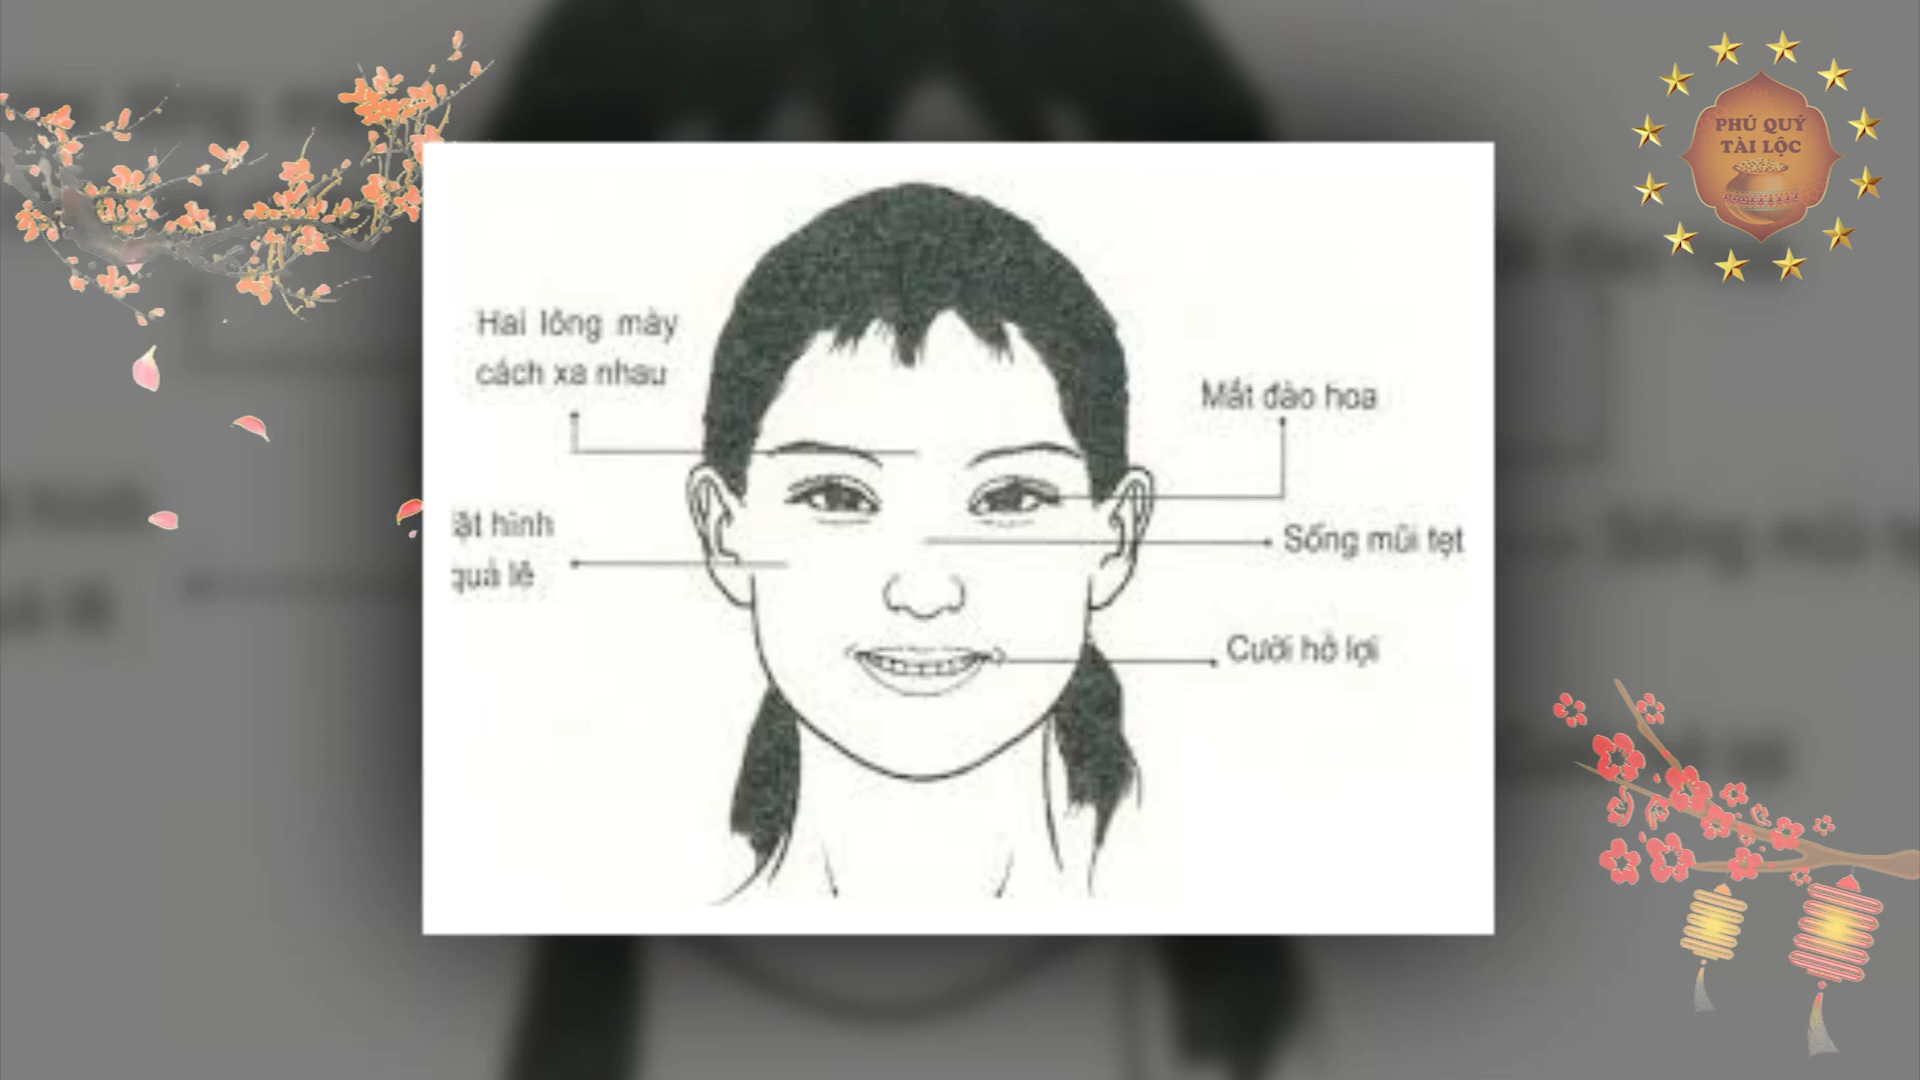 PHÚ QUÝ
TÀI LỘC
Hai lông mày
cách xa nhau
Mắt đào hoa
hình
quả lê
Sống mũi tẹt
Cười hở lợi